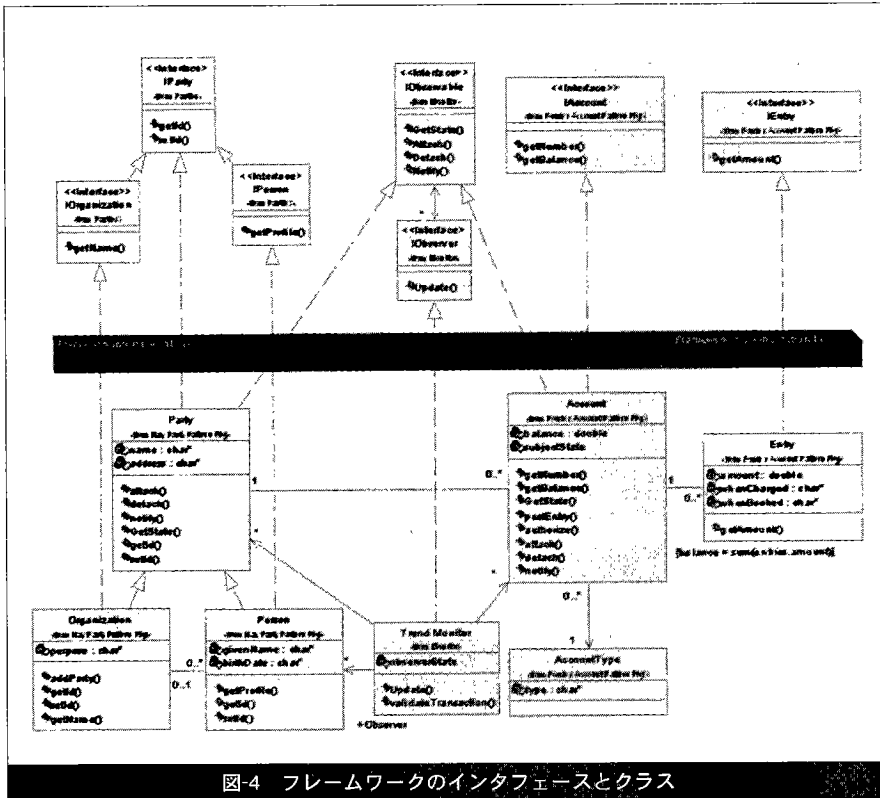 <<Interface>>
IParty
getId()
setId()
<<Interface>>
IOrganization
getName()
<<Interface>>
IPerson
getProfile()
<<Interface>>
IObservable
GetState()
Attach()
Detach()
Notify()
<<Interface>>
IObserver
Update()
<<Interface>>
IAccount
getNumber()
getBalance()
<<Interface>>
IEntry
getAmount()
Party
name : char*
address : char*
attach()
detach()
notify()
GetState()
getId()
setId()
Account
balance : double
subjectState
getNumber()
getBalance()
GetState()
postEntry()
authorize()
attach()
detach()
notify()
Entry
amount : double
whenCharged : char*
whenBooked : char*
getAmount()
{balance = sum(entries.amount)}
1
0..*
1
0..*
Organization
purpose : char*
addParty()
getId()
setId()
getName()
0..*
0..1
Person
givenName : char*
birthDate : char*
getProfile()
getId()
setId()
Trend Monitor
observerState
Update()
validateTransaction()
+Observer
0..*
1
AccountType
type : char*
図-4 フレームワークのインタフェースとクラス